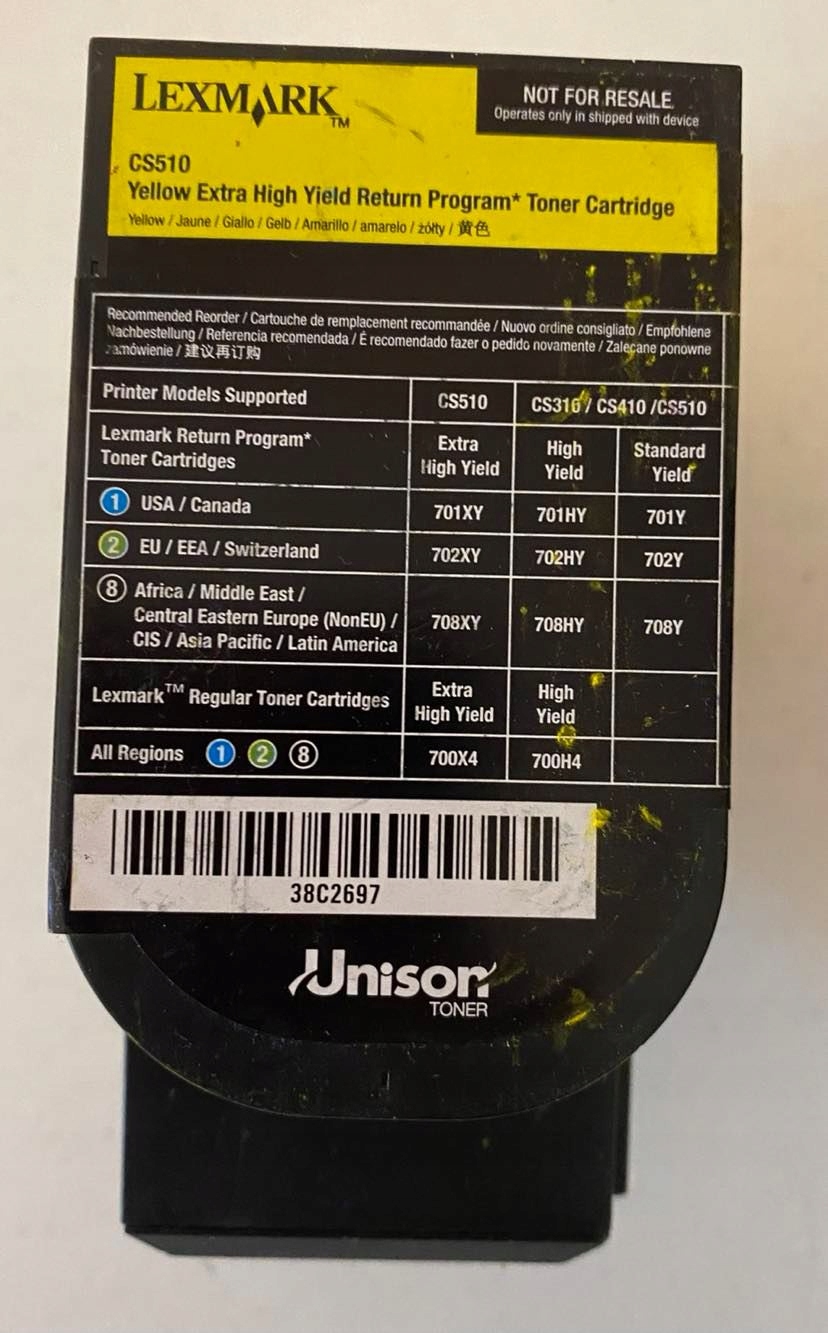 LEXMARK™
NOT FOR RESALE
Operates only in shipped with device
CS510
Yellow Extra High Yield Return Program* Toner Cartridge
Yellow / Jaune / Giallo / Gelb / Amarillo / amarelo / żółty / 黄色
Recommended Reorder / Cartouche de remplacement recommandée / Nuovo ordine consigliato / Empfohlene
Nachbestellung / Referencia recomendada / É recomendado fazer o pedido novamente / Zalecane ponowne
zamówienie / 建议再订购
Printer Models Supported CS510 CS310 / CS410 /CS510
Lexmark Return Program*
Toner Cartridges
Extra
High Yield
High
Yield
Standard
Yield
1 USA / Canada 701XY 701HY 701Y
2 EU / EEA / Switzerland 702XY 702HY 702Y
8 Africa / Middle East /
Central Eastern Europe (NonEU) /
CIS / Asia Pacific / Latin America
708XY 708HY 708Y
Lexmark™ Regular Toner Cartridges
Extra
High Yield
High
Yield
All Regions 1 2 8 700X4 700H4
38C2697
Unison
TONER